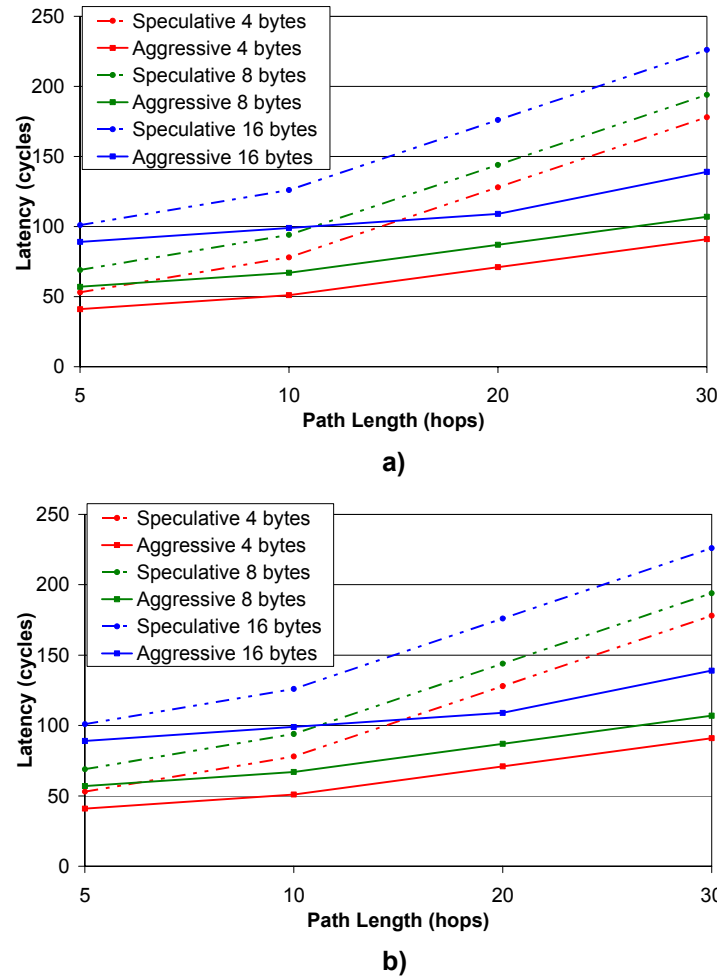 250
200
150
100
50
0
Latency (cycles)
Speculative 4 bytes
Aggressive 4 bytes
Speculative 8 bytes
Aggressive 8 bytes
Speculative 16 bytes
Aggressive 16 bytes
5 10 20 30
Path Length (hops)
a)
250
200
150
100
50
0
Latency (cycles)
Speculative 4 bytes
Aggressive 4 bytes
Speculative 8 bytes
Aggressive 8 bytes
Speculative 16 bytes
Aggressive 16 bytes
5 10 20 30
Path Length (hops)
b)